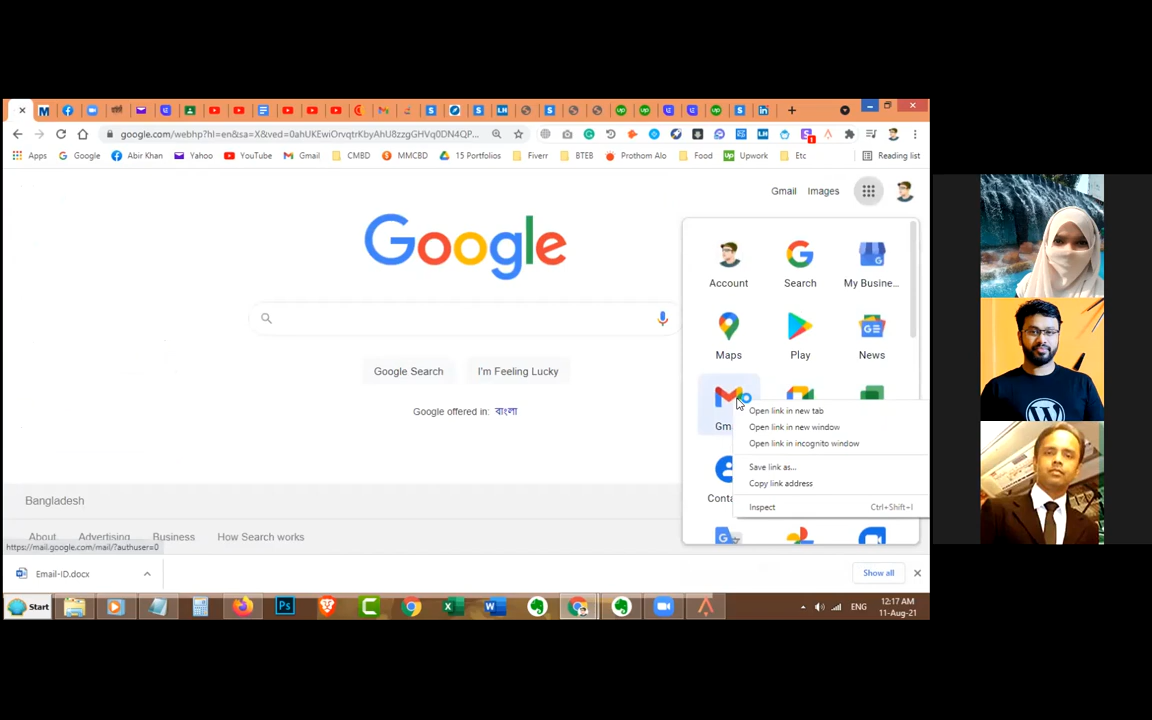 google.com/webhp?hl=en&sa=X&ved=0ahUKEwiOrvqtrKbyAhU8zzgGHVq0DN4QP...
Apps Google Abir Khan Yahoo YouTube Gmail CMBD MMCBD 15 Portfolios Fiverr BTEB Prothom Alo Food Upwork Etc Reading list
Gmail Images
Google
Account Search My Busine...
Maps Play News
Gm
Google Search I'm Feeling Lucky
Google offered in: বাংলা
Open link in new tab
Open link in new window
Open link in incognito window
Save link as...
Copy link address
Inspect Ctrl+Shift+I
Conta
Bangladesh
About Advertising Business How Search works
https://mail.google.com/mail/?authuser=0
Email-ID.docx Show all
Start ENG 12:17 AM
11-Aug-21